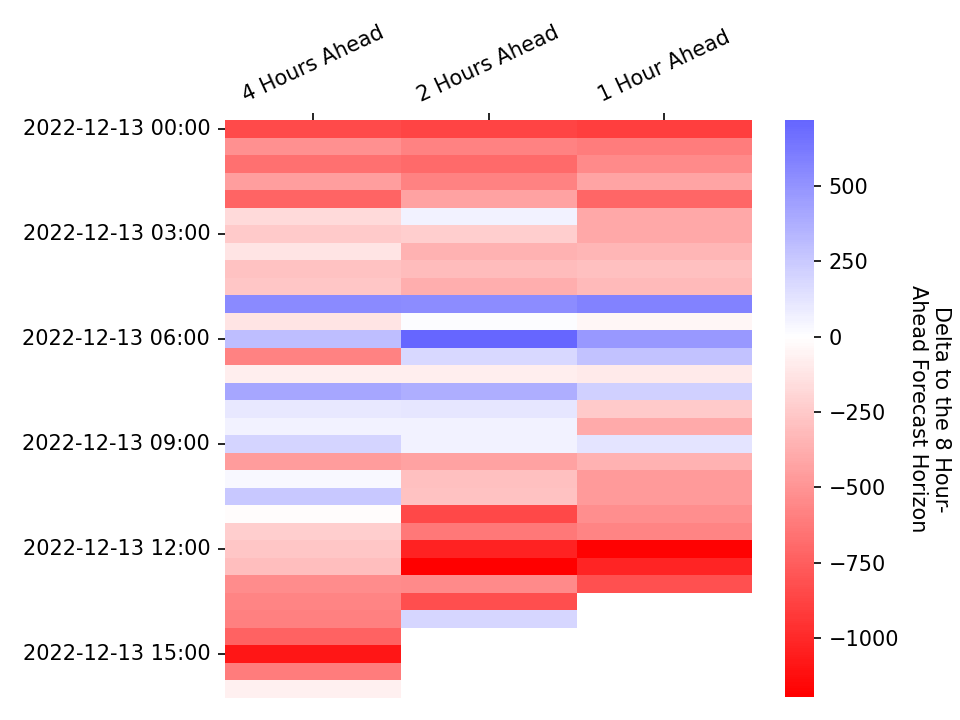 4 Hours Ahead
2 Hours Ahead
1 Hour Ahead
2022-12-13 00:00
2022-12-13 03:00
2022-12-13 06:00
2022-12-13 09:00
2022-12-13 12:00
2022-12-13 15:00
500
250
0
−250
−500
−750
−1000
Delta to the 8 Hour-
Ahead Forecast Horizon